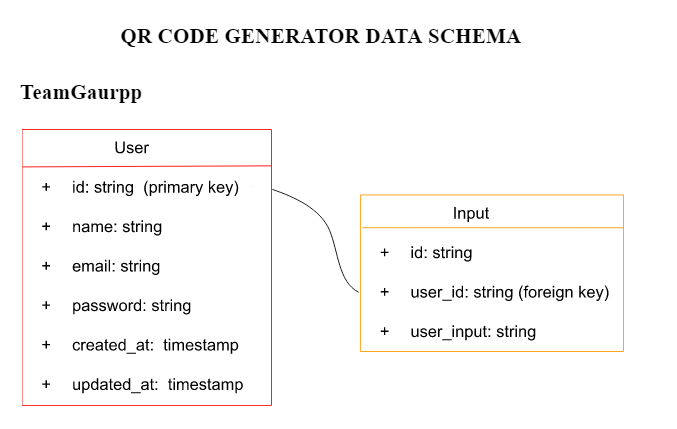 QR CODE GENERATOR DATA SCHEMA
TeamGaurpp
User
+ id: string (primary key)
+ name: string
+ email: string
+ password: string
+ created_at: timestamp
+ updated_at: timestamp
Input
+ id: string
+ user_id: string (foreign key)
+ user_input: string